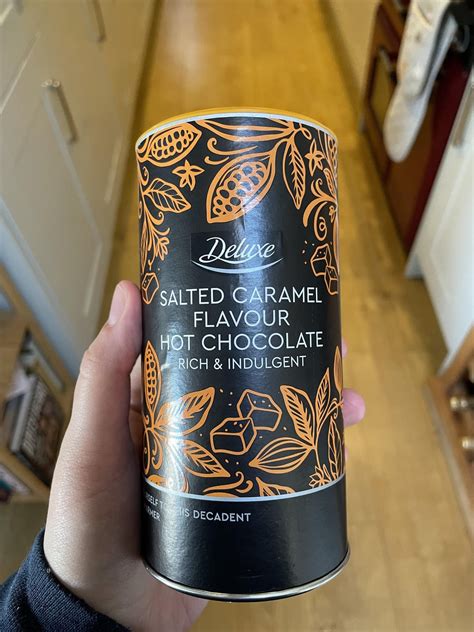 Deluxe
SALTED CARAMEL
FLAVOUR
HOT CHOCOLATE
RICH & INDULGENT
DECADENT